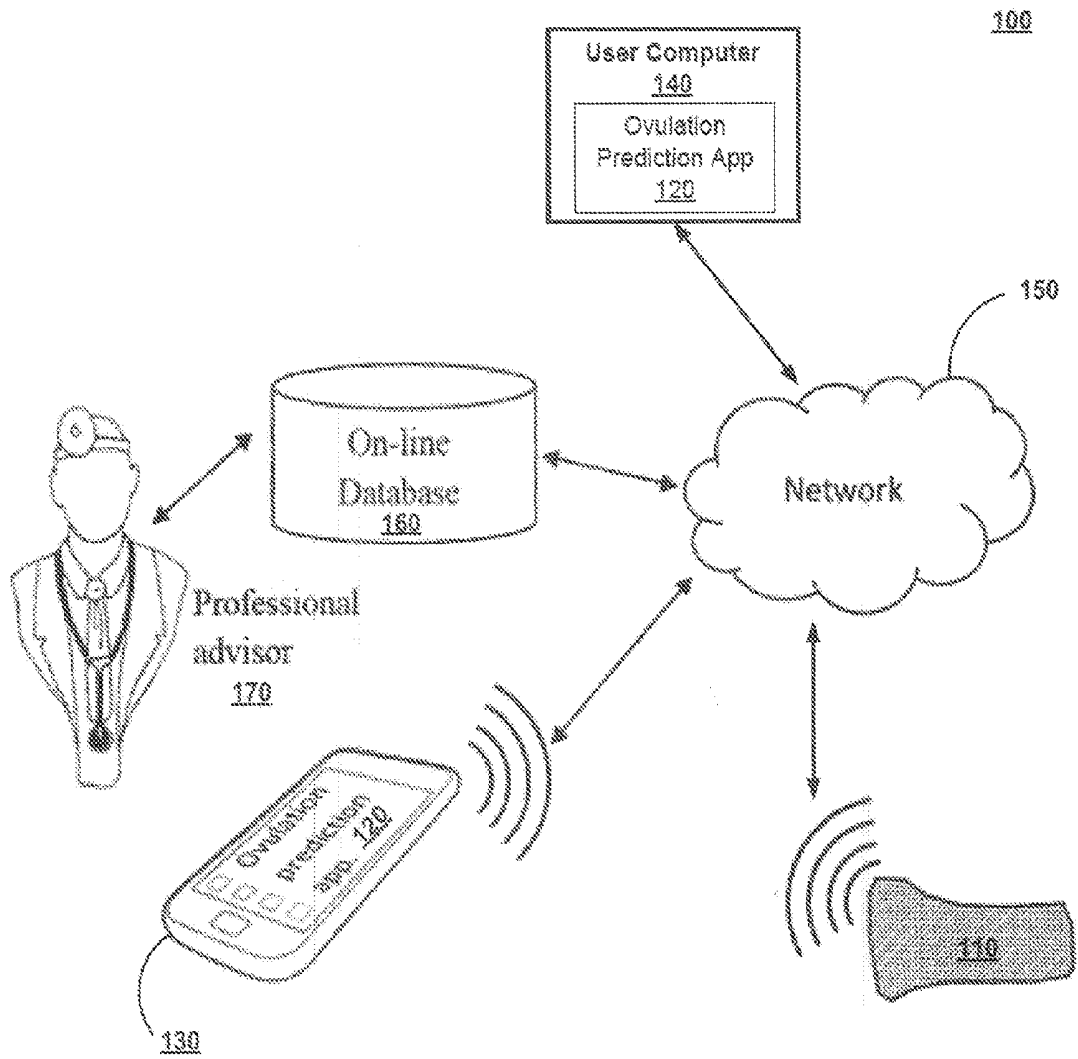 100
User Computer
140
Ovulation
Prediction App
120
150
On-line
Database
160
Network
Professional
advisor
170
Ovulation
prediction
app. 120
110
130